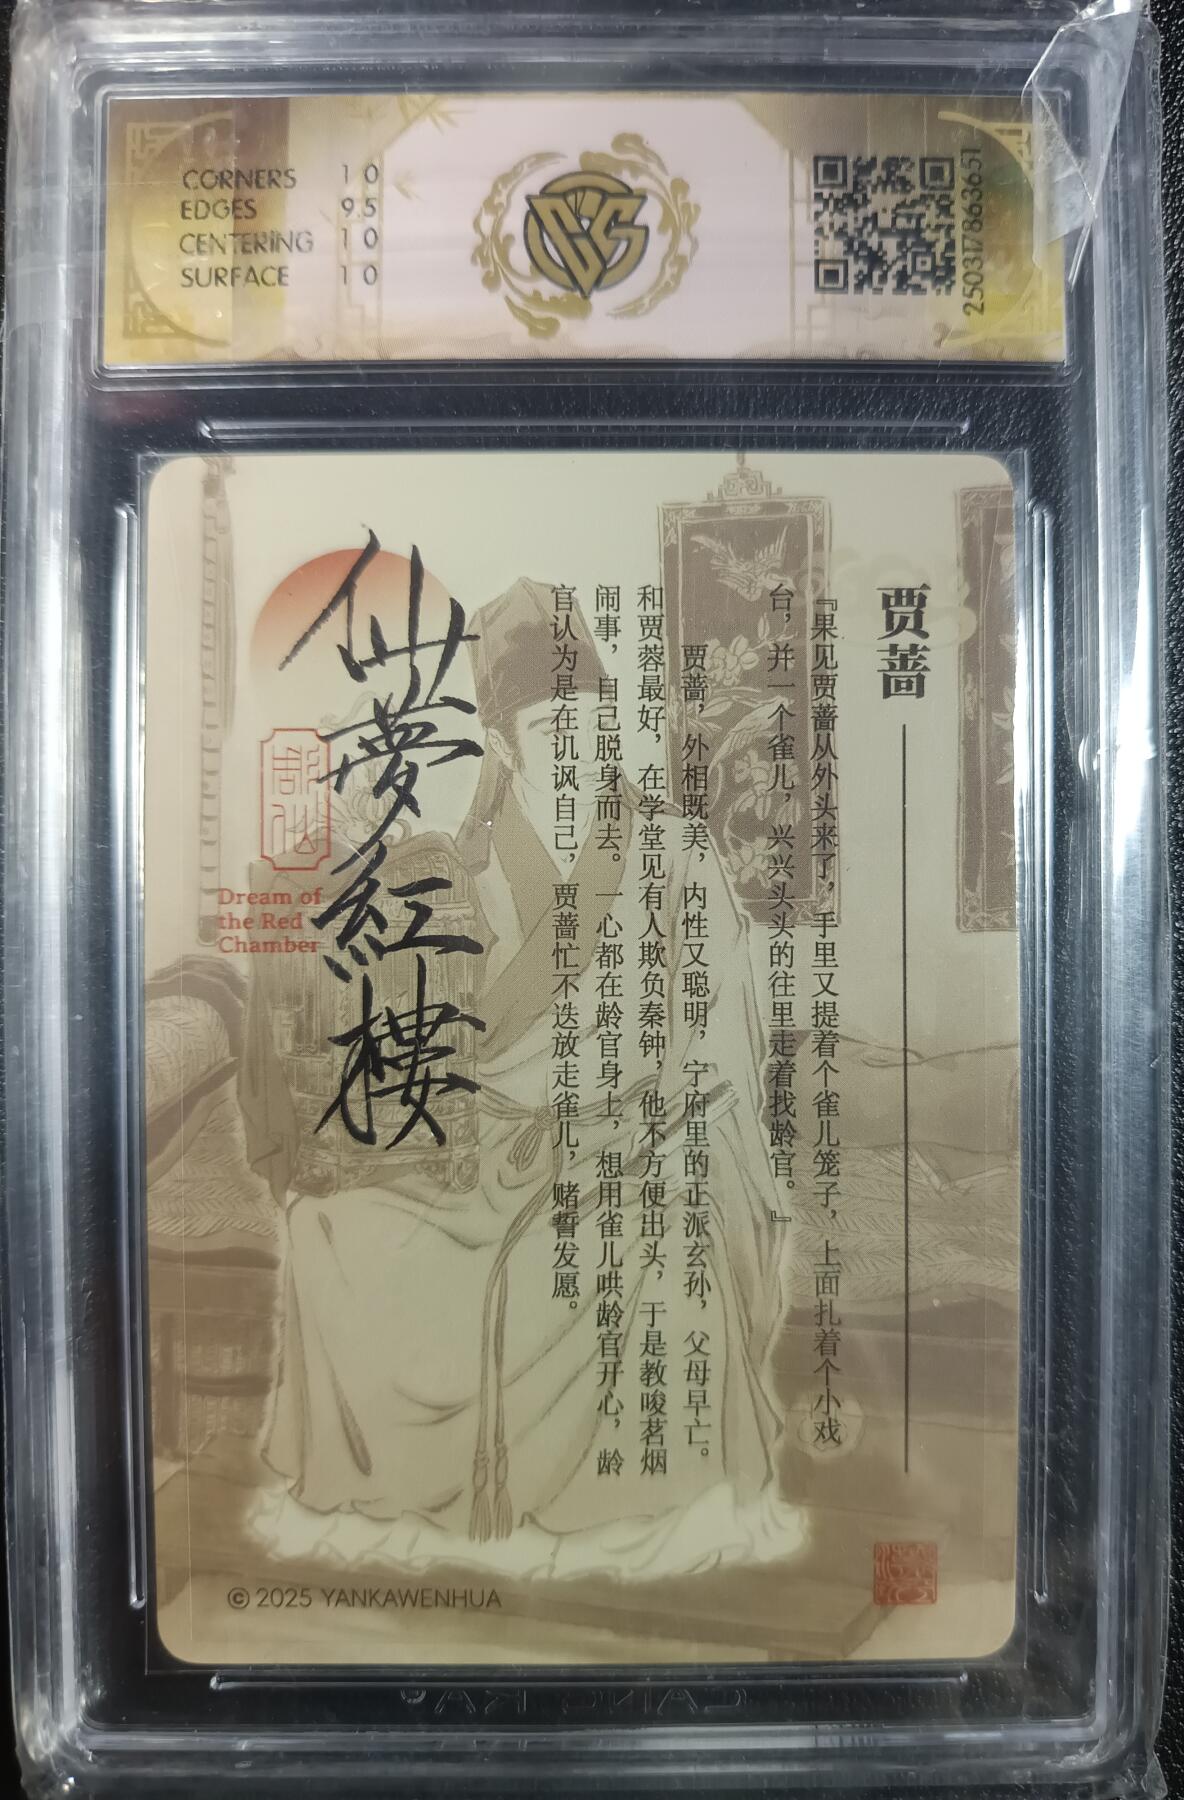 CORNERS 10
EDGES 9.5
CENTERING 10
SURFACE 10
250317863651
贾蔷
『果见贾蔷从外头来了，手里又提着个雀儿笼子，上面扎着个小戏
台，并一个雀儿，兴兴头头的往里走着找龄官。』
贾蔷，外相既美，内性又聪明，宁府里的正派玄孙，父母早亡。
和贾蓉最好，在学堂见有人欺负秦钟，他不方便出头，于是教唆茗烟
闹事，自己脱身而去。一心都在龄官身上，想用雀儿哄龄官开心，龄
官认为是在讥讽自己，贾蔷忙不迭放走雀儿，赌誓发愿。
仙夢紅樓
Dream of
the Red
Chamber
© 2025 YANKAWENHUA